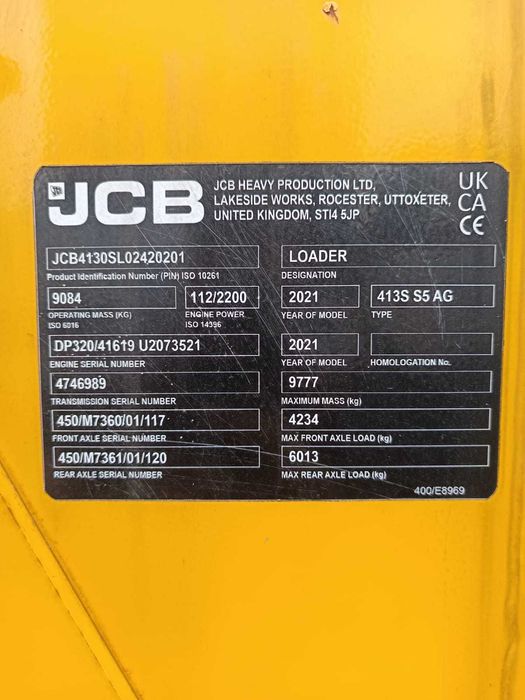 JCB
JCB HEAVY PRODUCTION LTD,
LAKESIDE WORKS, ROCESTER, UTTOXETER,
UNITED KINGDOM, ST14 5JP
UK
CA
CE
JCB4130SL02420201
LOADER
Product Identification Number (PIN) ISO 10261
DESIGNATION
9084
112/2200
2021
413S S5 AG
OPERATING MASS (KG)
ISO 6016
ENGINE POWER
ISO 14396
YEAR OF MODEL
TYPE
DP320/41619 U2073521
2021
ENGINE SERIAL NUMBER
YEAR OF MODEL
HOMOLOGATION No.
4746989
9777
TRANSMISSION SERIAL NUMBER
MAXIMUM MASS (kg)
450/M7360/01/117
4234
FRONT AXLE SERIAL NUMBER
MAX FRONT AXLE LOAD (kg)
450/M7361/01/120
6013
REAR AXLE SERIAL NUMBER
MAX REAR AXLE LOAD (kg)
400/E8969